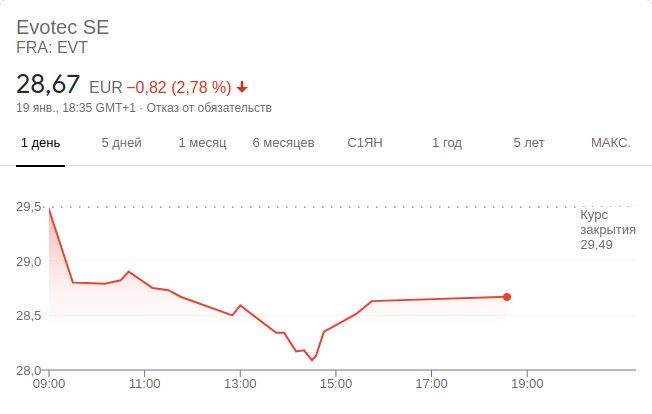 Evotec SE
FRA: EVT
28,67 EUR −0,82 (2,78 %)
19 янв., 18:35 GMT+1 · Отказ от обязательств
1 день 5 дней 1 месяц 6 месяцев С1ЯН 1 год 5 лет МАКС.
29,5
Курс
закрытия
29,49
29,0
28,5
28,0
09:00 11:00 13:00 15:00 17:00 19:00